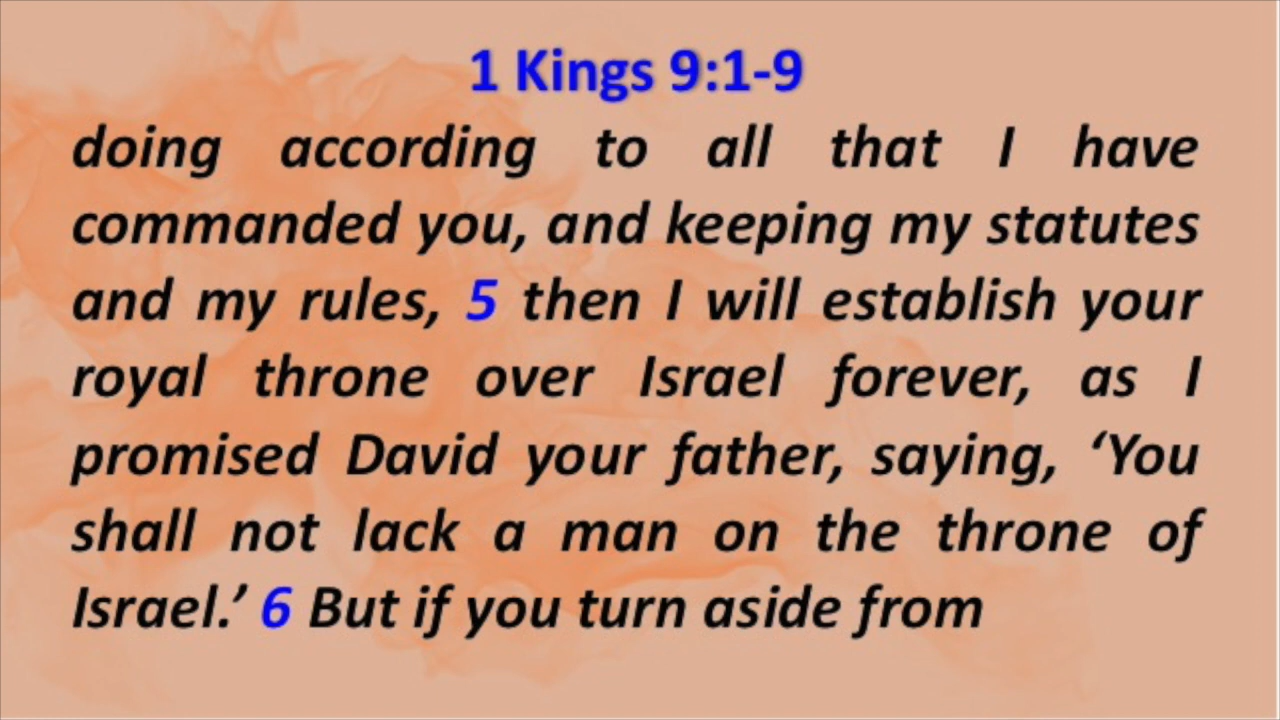 1 Kings 9:1-9
doing according to all that I have
commanded you, and keeping my statutes
and my rules, 5 then I will establish your
royal throne over Israel forever, as I
promised David your father, saying, ‘You
shall not lack a man on the throne of
Israel.’ 6 But if you turn aside from